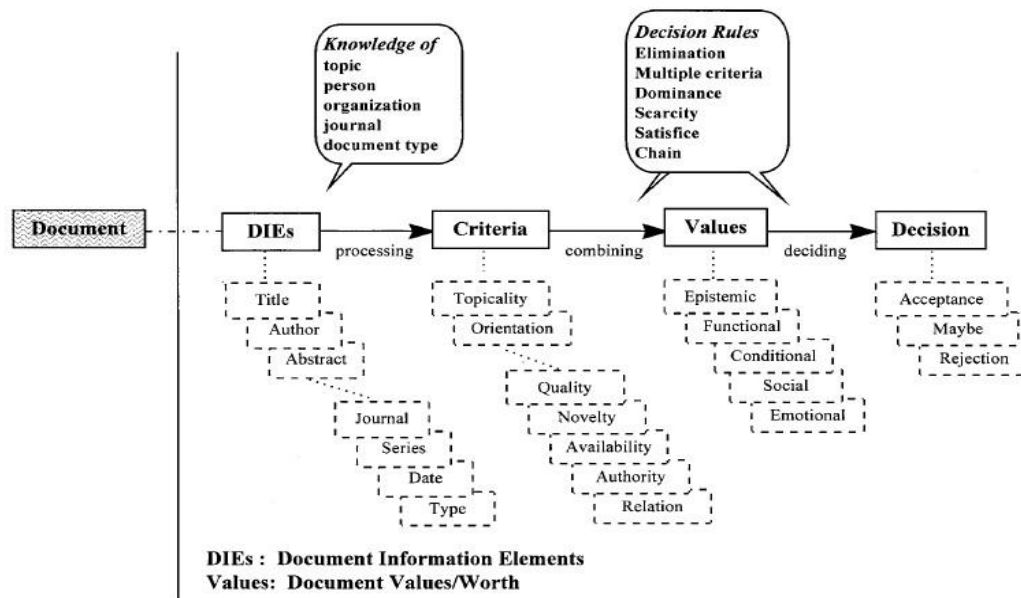 Knowledge of
topic
person
organization
journal
document type
Decision Rules
Elimination
Multiple criteria
Dominance
Scarcity
Satisfice
Chain
Document
DIEs
processing
Criteria
combining
Values
deciding
Decision
Title
Author
Abstract
Journal
Series
Date
Type
Topicality
Orientation
Quality
Novelty
Availability
Authority
Relation
Epistemic
Functional
Conditional
Social
Emotional
Acceptance
Maybe
Rejection
DIEs : Document Information Elements
Values: Document Values/Worth